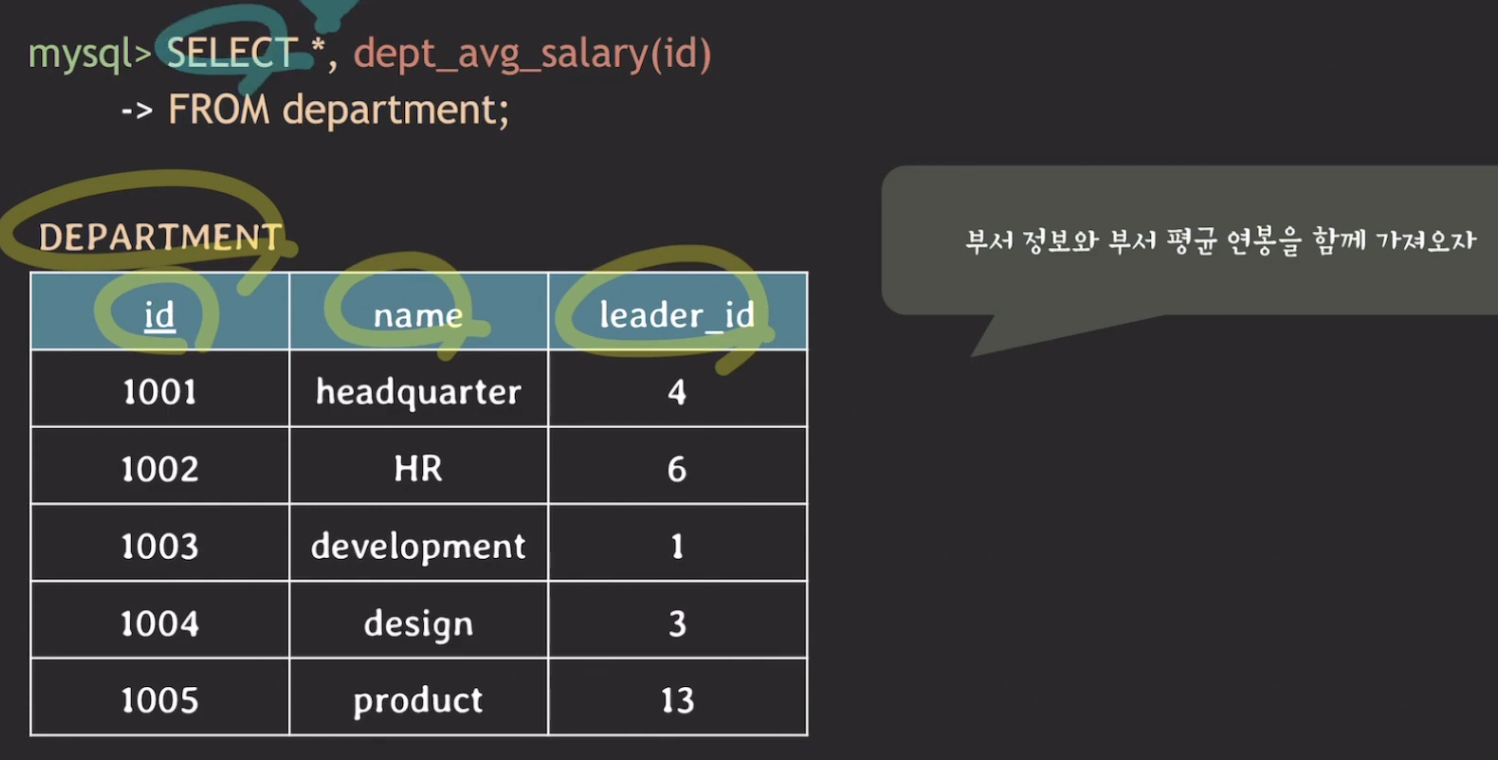 mysql> SELECT *, dept_avg_salary(id)
-> FROM department;
부서 정보와 부서 평균 연봉을 함께 가져오자
DEPARTMENT
id name leader_id
1001 headquarter 4
1002 HR 6
1003 development 1
1004 design 3
1005 product 13